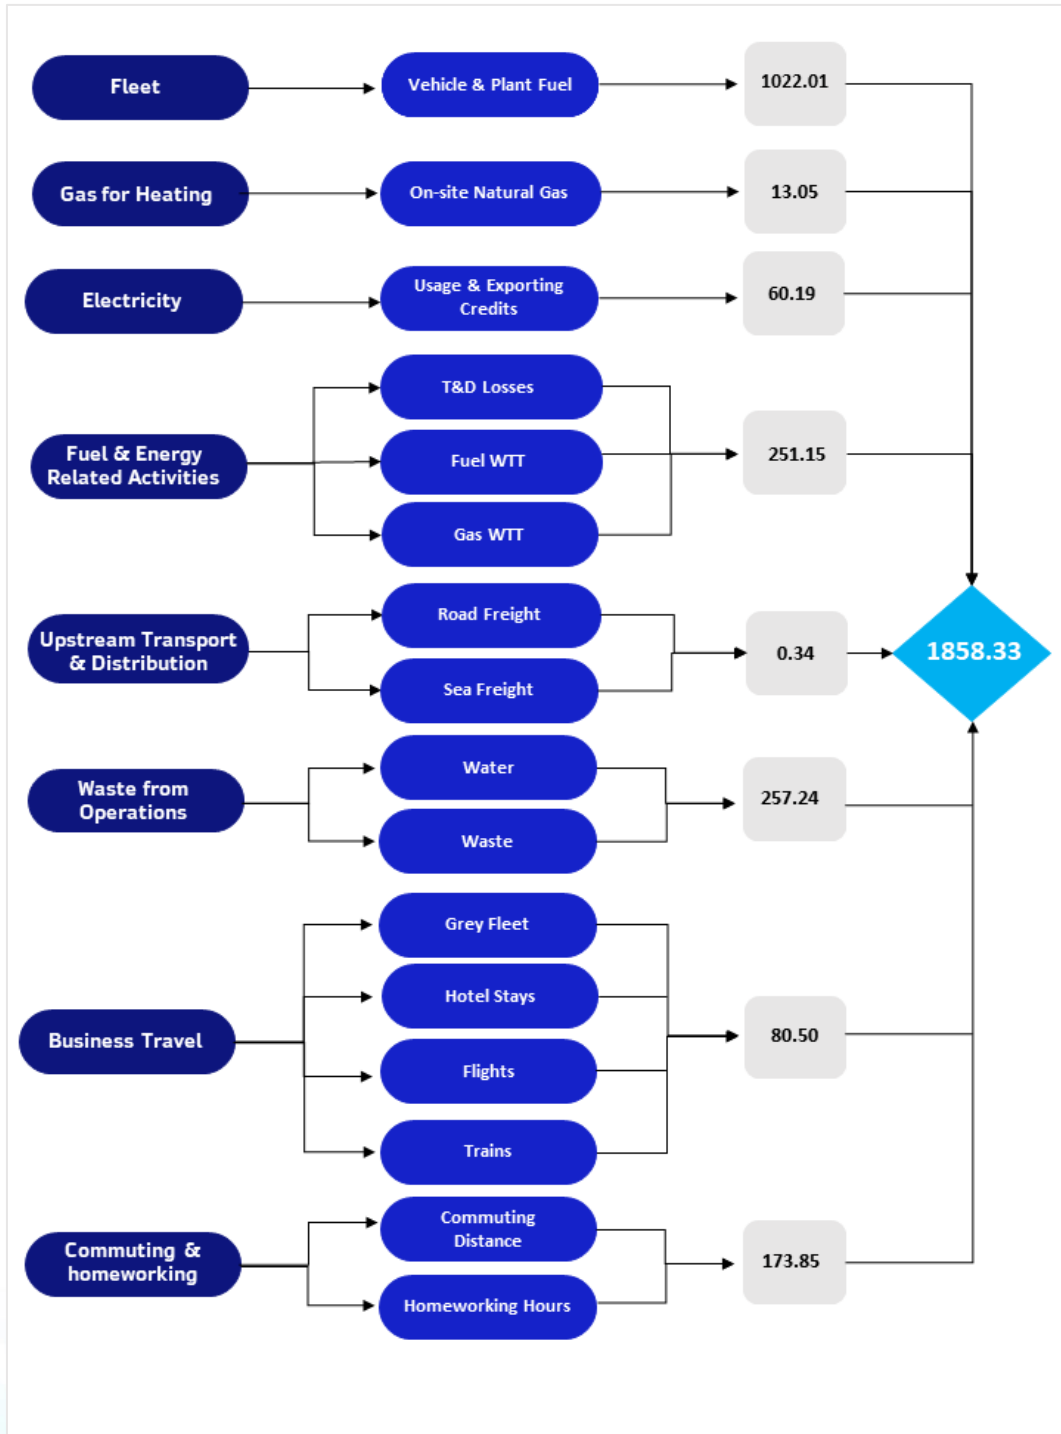 Fleet
Vehicle & Plant Fuel
1022.01
Gas for Heating
On-site Natural Gas
13.05
Electricity
Usage & Exporting
Credits
60.19
Fuel & Energy
Related Activities
T&D Losses
Fuel WTT
Gas WTT
251.15
Upstream Transport
& Distribution
Road Freight
Sea Freight
0.34
1858.33
Waste from
Operations
Water
Waste
257.24
Business Travel
Grey Fleet
Hotel Stays
Flights
Trains
80.50
Commuting &
homeworking
Commuting
Distance
Homeworking Hours
173.85